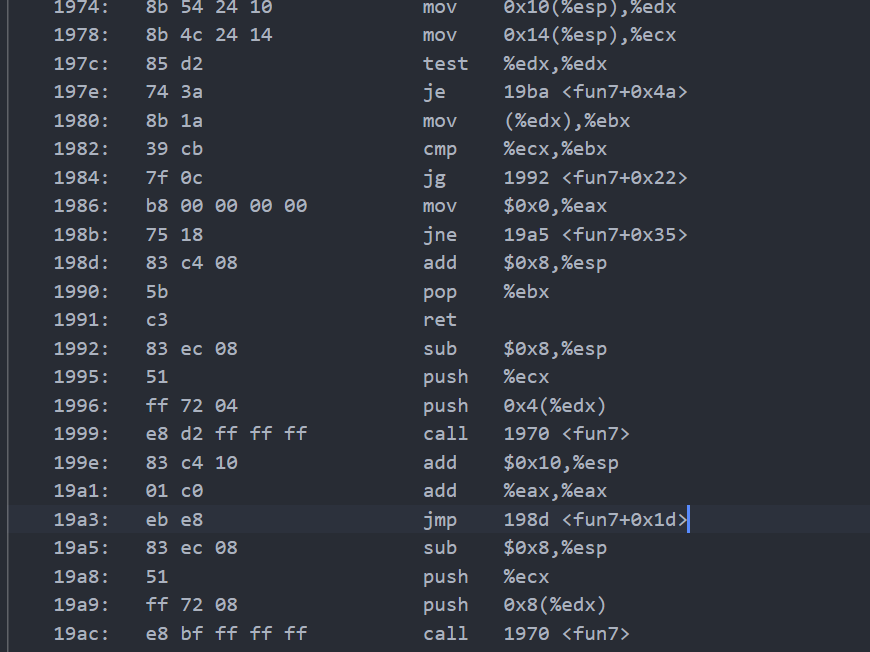 1974: 8b 54 24 10 mov 0x10(%esp),%edx
1978: 8b 4c 24 14 mov 0x14(%esp),%ecx
197c: 85 d2 test %edx,%edx
197e: 74 3a je 19ba <fun7+0x4a>
1980: 8b 1a mov (%edx),%ebx
1982: 39 cb cmp %ecx,%ebx
1984: 7f 0c jg 1992 <fun7+0x22>
1986: b8 00 00 00 00 mov $0x0,%eax
198b: 75 18 jne 19a5 <fun7+0x35>
198d: 83 c4 08 add $0x8,%esp
1990: 5b pop %ebx
1991: c3 ret
1992: 83 ec 08 sub $0x8,%esp
1995: 51 push %ecx
1996: ff 72 04 push 0x4(%edx)
1999: e8 d2 ff ff ff call 1970 <fun7>
199e: 83 c4 10 add $0x10,%esp
19a1: 01 c0 add %eax,%eax
19a3: eb e8 jmp 198d <fun7+0x1d>
19a5: 83 ec 08 sub $0x8,%esp
19a8: 51 push %ecx
19a9: ff 72 08 push 0x8(%edx)
19ac: e8 bf ff ff ff call 1970 <fun7>